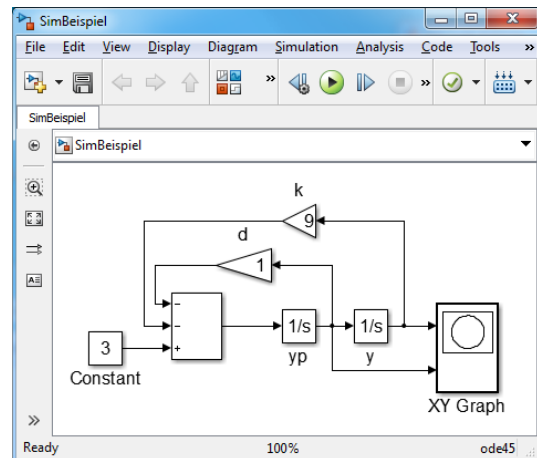 SimBeispiel
File Edit View Display Diagram Simulation Analysis Code Tools »
» »
SimBeispiel
SimBeispiel
k
9
d
1
−
−
+
3
Constant
1/s
yp
1/s
y
XY Graph
»
Ready 100% ode45